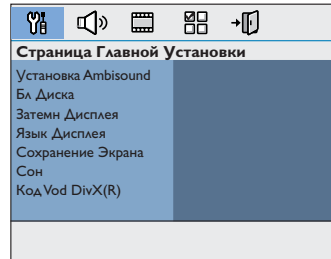 Страница Главной Установки
Установка Ambisound
Бл Диска
Затемн Дисплея
Язык Дисплея
Сохранение Экрана
Сон
Код Vod DivX(R)